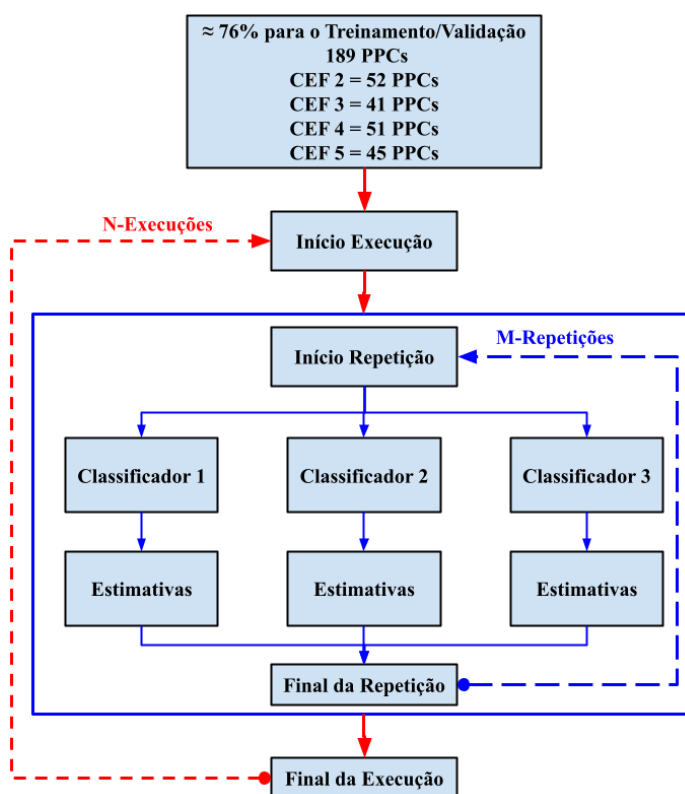 ≈ 76% para o Treinamento/Validação
189 PPCs
CEF 2 = 52 PPCs
CEF 3 = 41 PPCs
CEF 4 = 51 PPCs
CEF 5 = 45 PPCs
N-Execuções
Início Execução
M-Repetições
Início Repetição
Classificador 1
Classificador 2
Classificador 3
Estimativas
Estimativas
Estimativas
Final da Repetição
Final da Execução